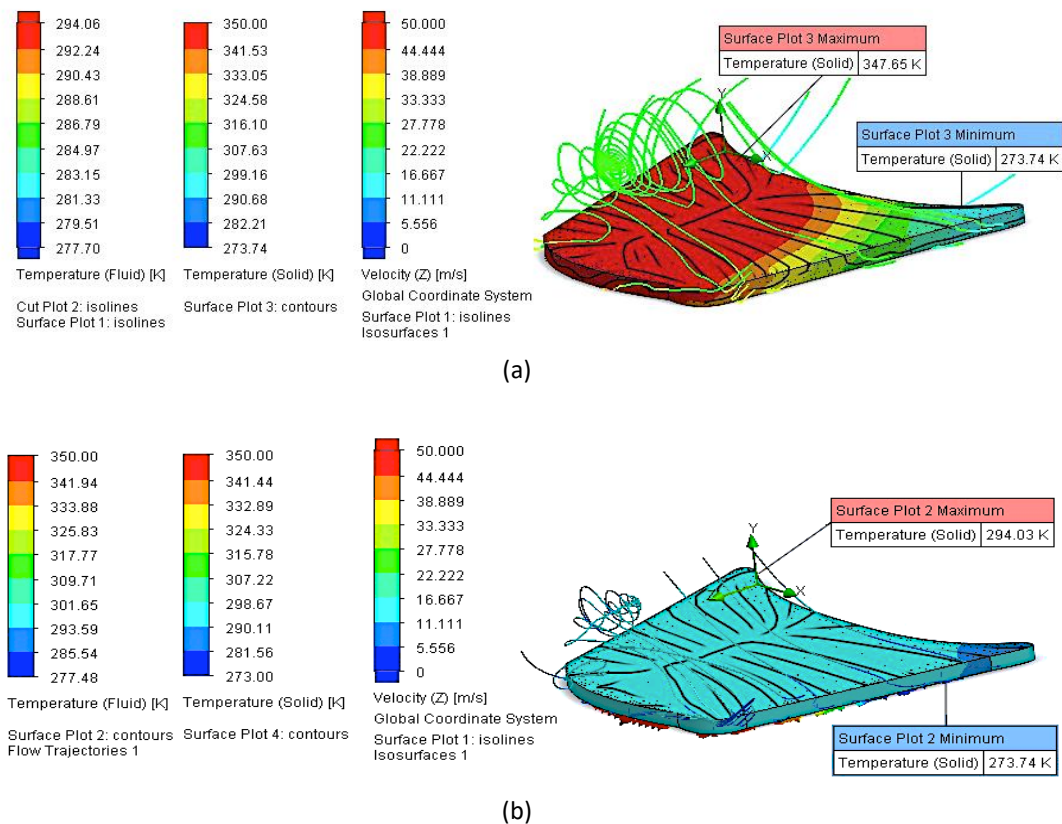 294.06
292.24
290.43
288.61
286.79
284.97
283.15
281.33
279.51
277.70
Temperature (Fluid) [K]
Cut Plot 2: isolines
Surface Plot 1: isolines
350.00
341.53
333.05
324.58
316.10
307.63
299.16
290.68
282.21
273.74
Temperature (Solid) [K]
Surface Plot 3: contours
50.000
44.444
38.889
33.333
27.778
22.222
16.667
11.111
5.556
0
Velocity (Z) [m/s]
Global Coordinate System
Surface Plot 1: isolines
Isosurfaces 1
Surface Plot 3 Maximum
Temperature (Solid) 347.65 K
Y
X
Surface Plot 3 Minimum
Temperature (Solid) 273.74 K
(a)
350.00
341.94
333.88
325.83
317.77
309.71
301.65
293.59
285.54
277.48
Temperature (Fluid) [K]
Surface Plot 2: contours
Flow Trajectories 1
350.00
341.44
332.89
324.33
315.78
307.22
298.67
290.11
281.56
273.00
Temperature (Solid) [K]
Surface Plot 4: contours
50.000
44.444
38.889
33.333
27.778
22.222
16.667
11.111
5.556
0
Velocity (Z) [m/s]
Global Coordinate System
Surface Plot 1: isolines
Isosurfaces 1
Surface Plot 2 Maximum
Temperature (Solid) 294.03 K
Y
Z
X
Surface Plot 2 Minimum
Temperature (Solid) 273.74 K
(b)